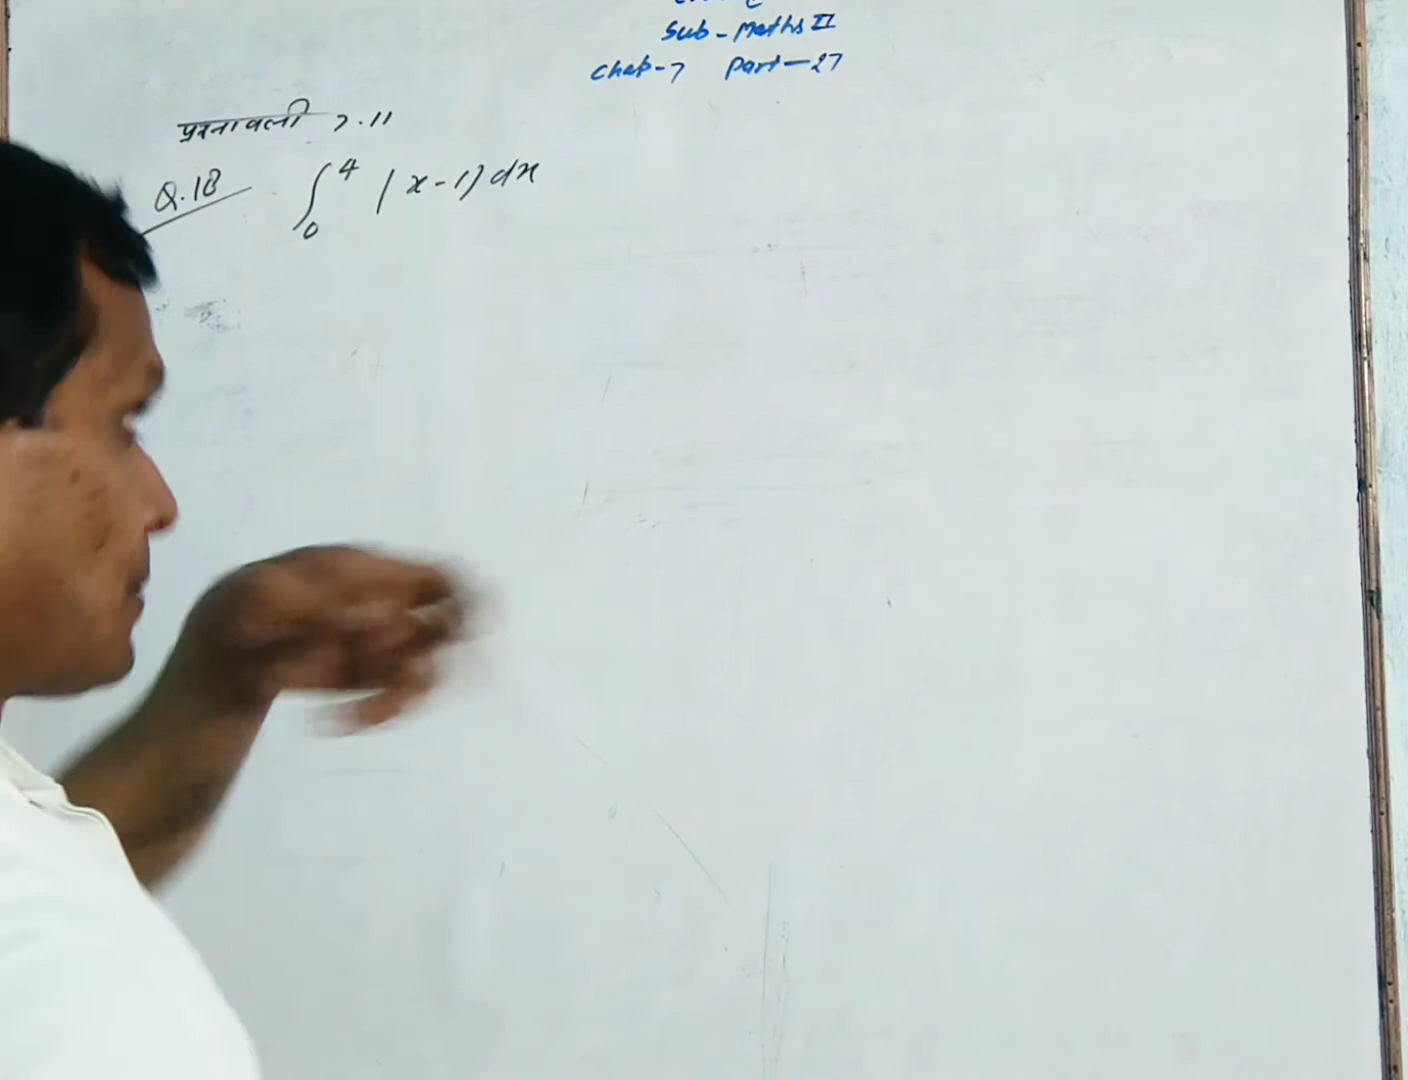 Sub - Maths II
Chap-7 Part-27
प्रश्नावली 7.11
Q.18 ∫₀⁴ |x-1| dx